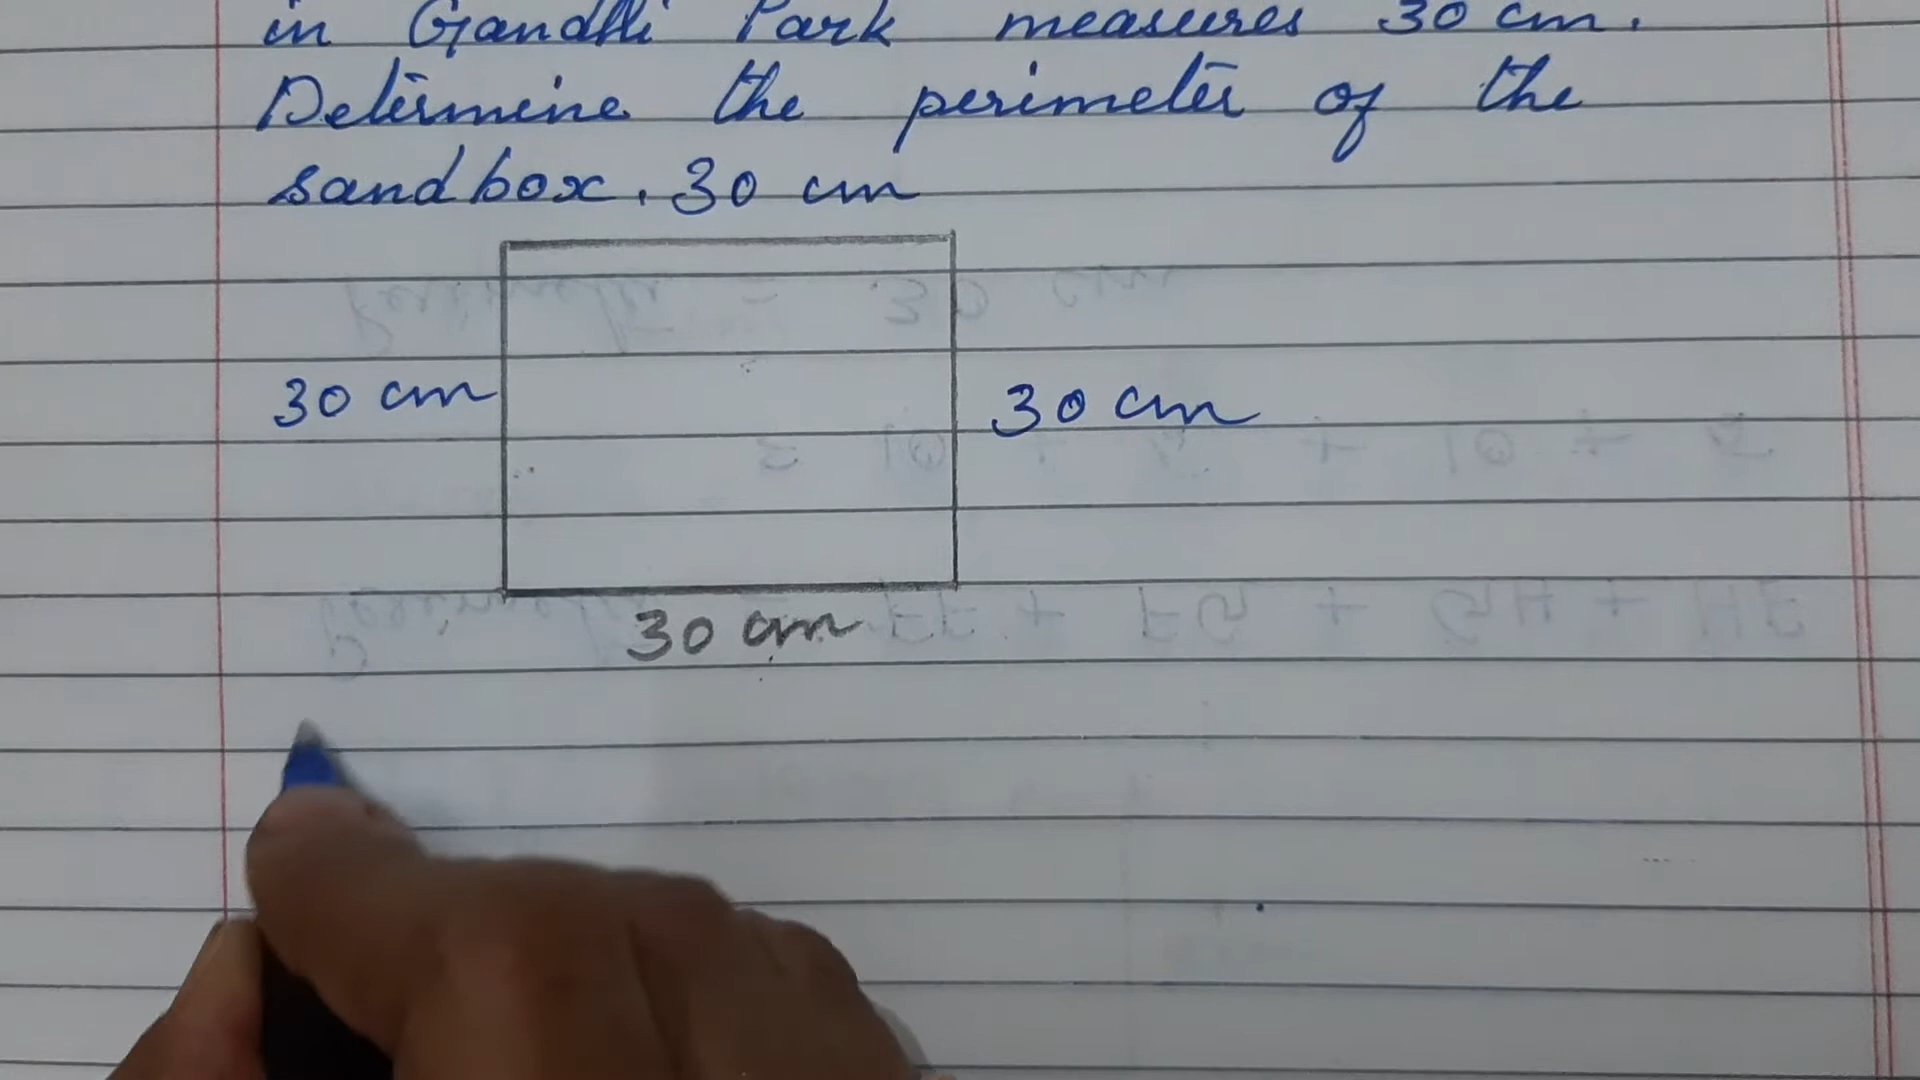 in Gandhi Park measures 30 cm.
Determine the perimeter of the
sandbox. 30 cm
30 cm
30 cm
30 cm